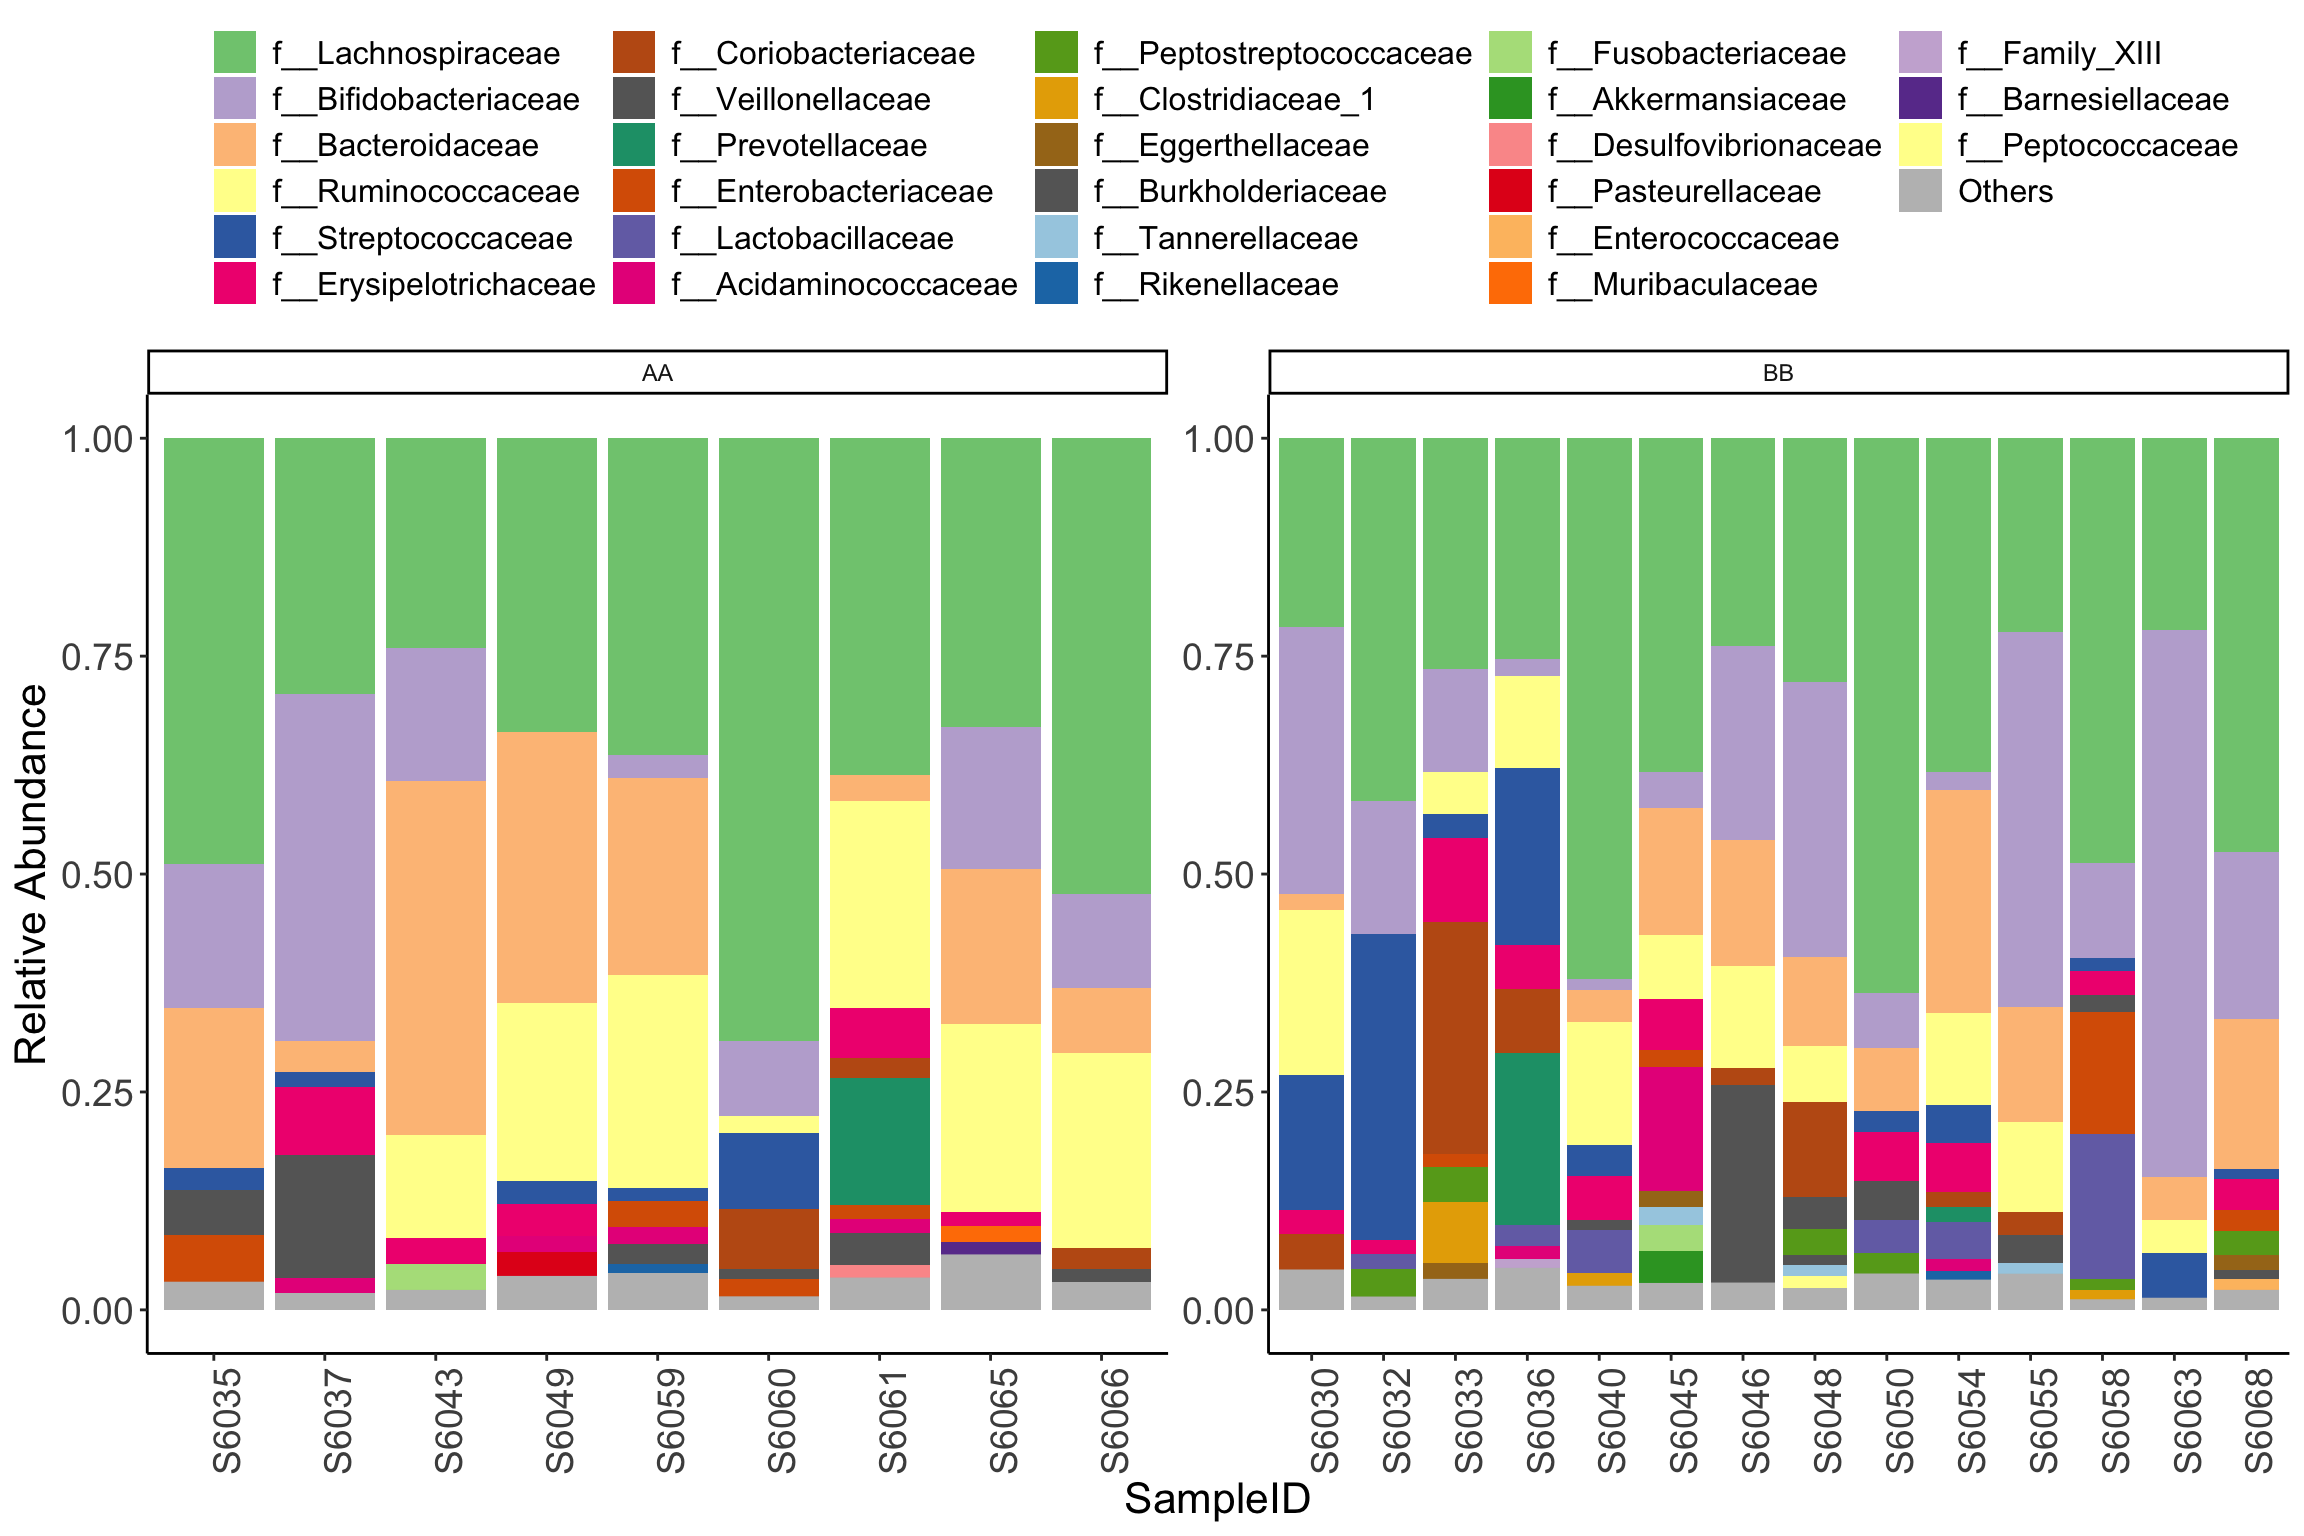 f__Lachnospiraceae f__Coriobacteriaceae f__Peptostreptococcaceae f__Fusobacteriaceae f__Family_XIII
f__Bifidobacteriaceae f__Veillonellaceae f__Clostridiaceae_1 f__Akkermansiaceae f__Barnesiellaceae
f__Bacteroidaceae f__Prevotellaceae f__Eggerthellaceae f__Desulfovibrionaceae f__Peptococcaceae
f__Ruminococcaceae f__Enterobacteriaceae f__Burkholderiaceae f__Pasteurellaceae Others
f__Streptococcaceae f__Lactobacillaceae f__Tannerellaceae f__Enterococcaceae
f__Erysipelotrichaceae f__Acidaminococcaceae f__Rikenellaceae f__Muribaculaceae
AA BB
1.00 1.00
0.75 0.75
0.50 0.50
0.25 0.25
0.00 0.00
Relative Abundance
S6035 S6037 S6043 S6049 S6059 S6060 S6061 S6065 S6066 S6030 S6032 S6033 S6036 S6040 S6045 S6046 S6048 S6050 S6054 S6055 S6058 S6063 S6068
SampleID